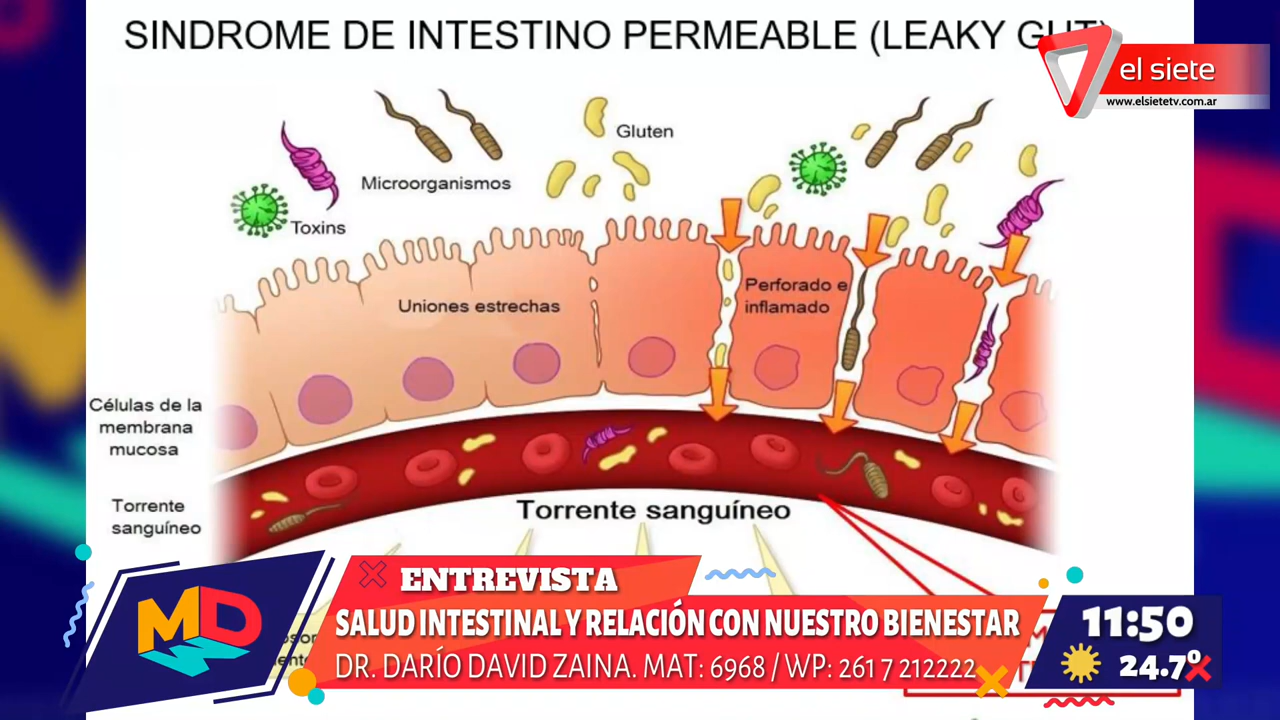 SINDROME DE INTESTINO PERMEABLE (LEAKY GUT)
el siete
www.elsietetv.com.ar
Gluten
Microorganismos
Toxins
Uniones estrechas
Perforado e
inflamado
Células de la
membrana
mucosa
Torrente
sanguíneo
Torrente sanguíneo
ENTREVISTA
SALUD INTESTINAL Y RELACIÓN CON NUESTRO BIENESTAR
DR. DARÍO DAVID ZAINA. MAT: 6968 / WP: 261 7 212222
MD
11:50
24.7º